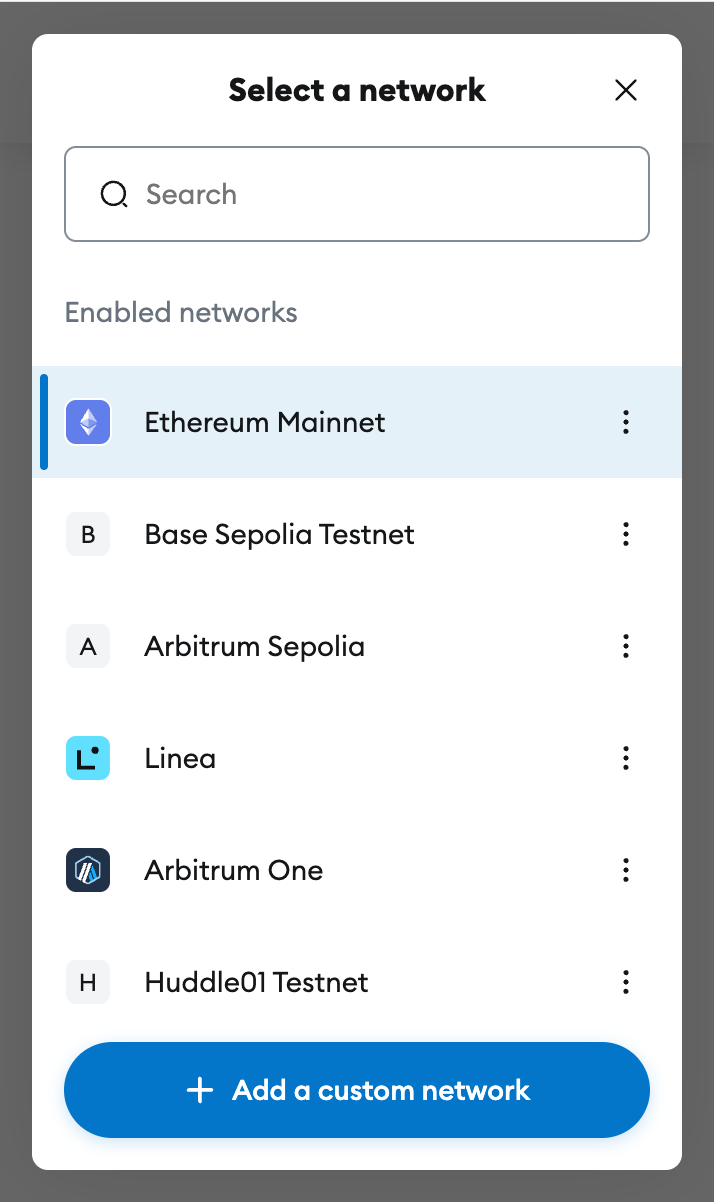 Select a network
Search
Enabled networks
Ethereum Mainnet
B Base Sepolia Testnet
A Arbitrum Sepolia
L Linea
Arbitrum One
H Huddle01 Testnet
+ Add a custom network